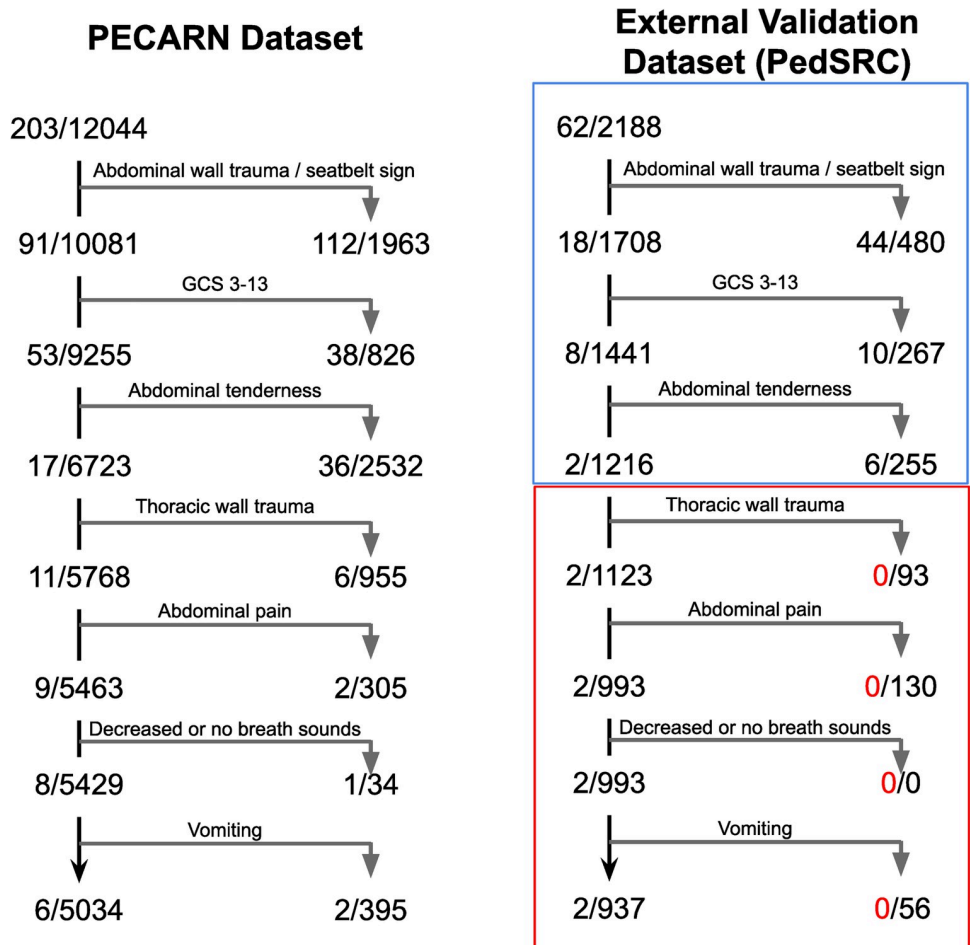 PECARN Dataset
203/12044
Abdominal wall trauma / seatbelt sign
91/10081
112/1963
GCS 3-13
53/9255
38/826
Abdominal tenderness
17/6723
36/2532
Thoracic wall trauma
11/5768
6/955
Abdominal pain
9/5463
2/305
Decreased or no breath sounds
8/5429
1/34
Vomiting
6/5034
2/395
External Validation
Dataset (PedSRC)
62/2188
Abdominal wall trauma / seatbelt sign
18/1708
44/480
GCS 3-13
8/1441
10/267
Abdominal tenderness
2/1216
6/255
Thoracic wall trauma
2/1123
0/93
Abdominal pain
2/993
0/130
Decreased or no breath sounds
2/993
0/0
Vomiting
2/937
0/56